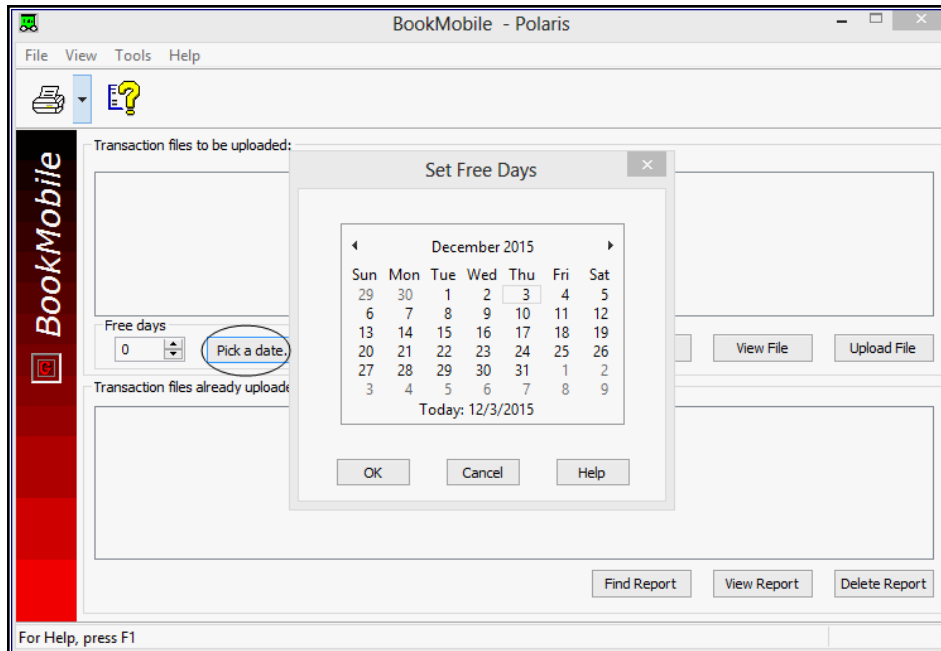 BookMobile - Polaris
File View Tools Help
BookMobile
G
Transaction files to be uploaded:
Set Free Days
December 2015
Sun Mon Tue Wed Thu Fri Sat
29 30 1 2 3 4 5
6 7 8 9 10 11 12
13 14 15 16 17 18 19
20 21 22 23 24 25 26
27 28 29 30 31 1 2
3 4 5 6 7 8 9
Today: 12/3/2015
OK Cancel Help
Free days
0 Pick a date. View File Upload File
Transaction files already uploade
Find Report View Report Delete Report
For Help, press F1